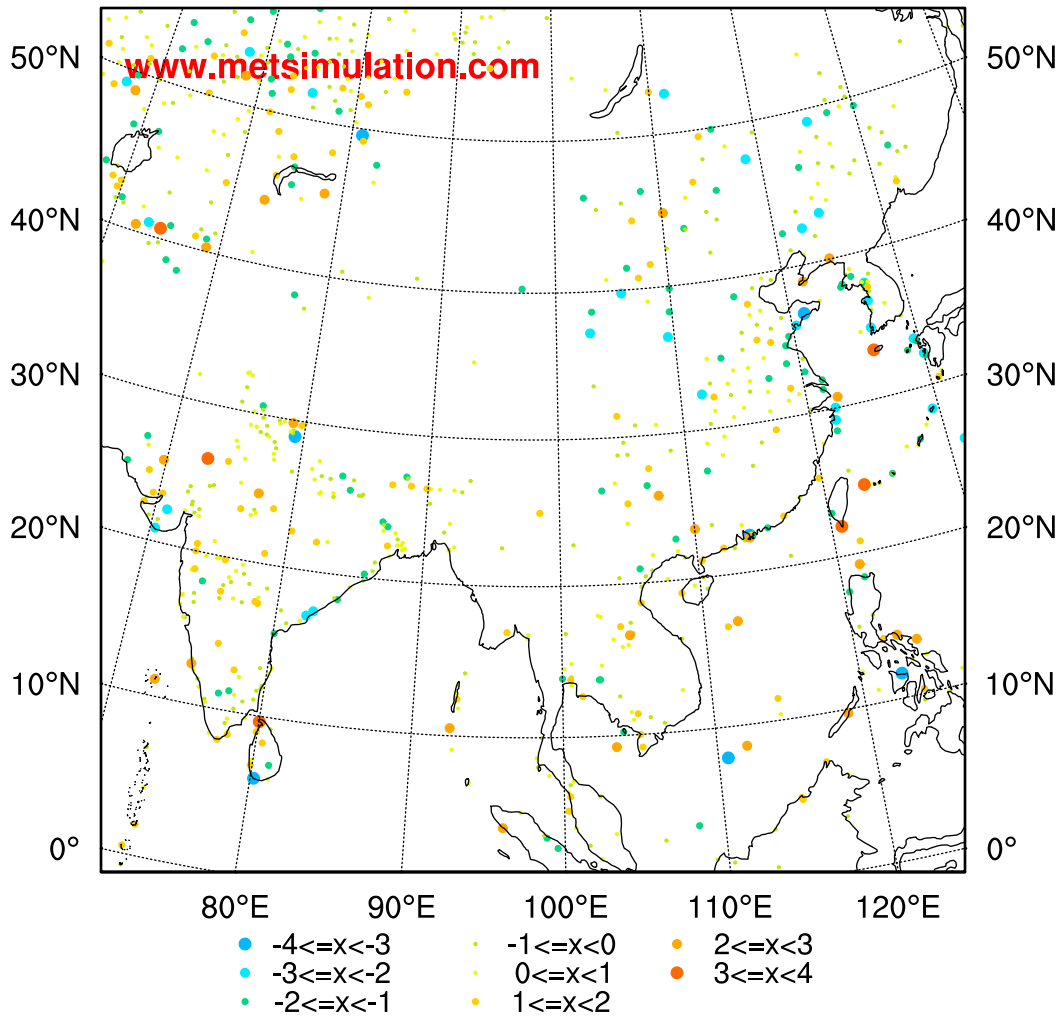 www.metsimulation.com
50°N 50°N
40°N 40°N
30°N 30°N
20°N 20°N
10°N 10°N
0° 0°
80°E 90°E 100°E 110°E 120°E
-4<=x<-3 -1<=x<0 2<=x<3
-3<=x<-2 0<=x<1 3<=x<4
-2<=x<-1 1<=x<2